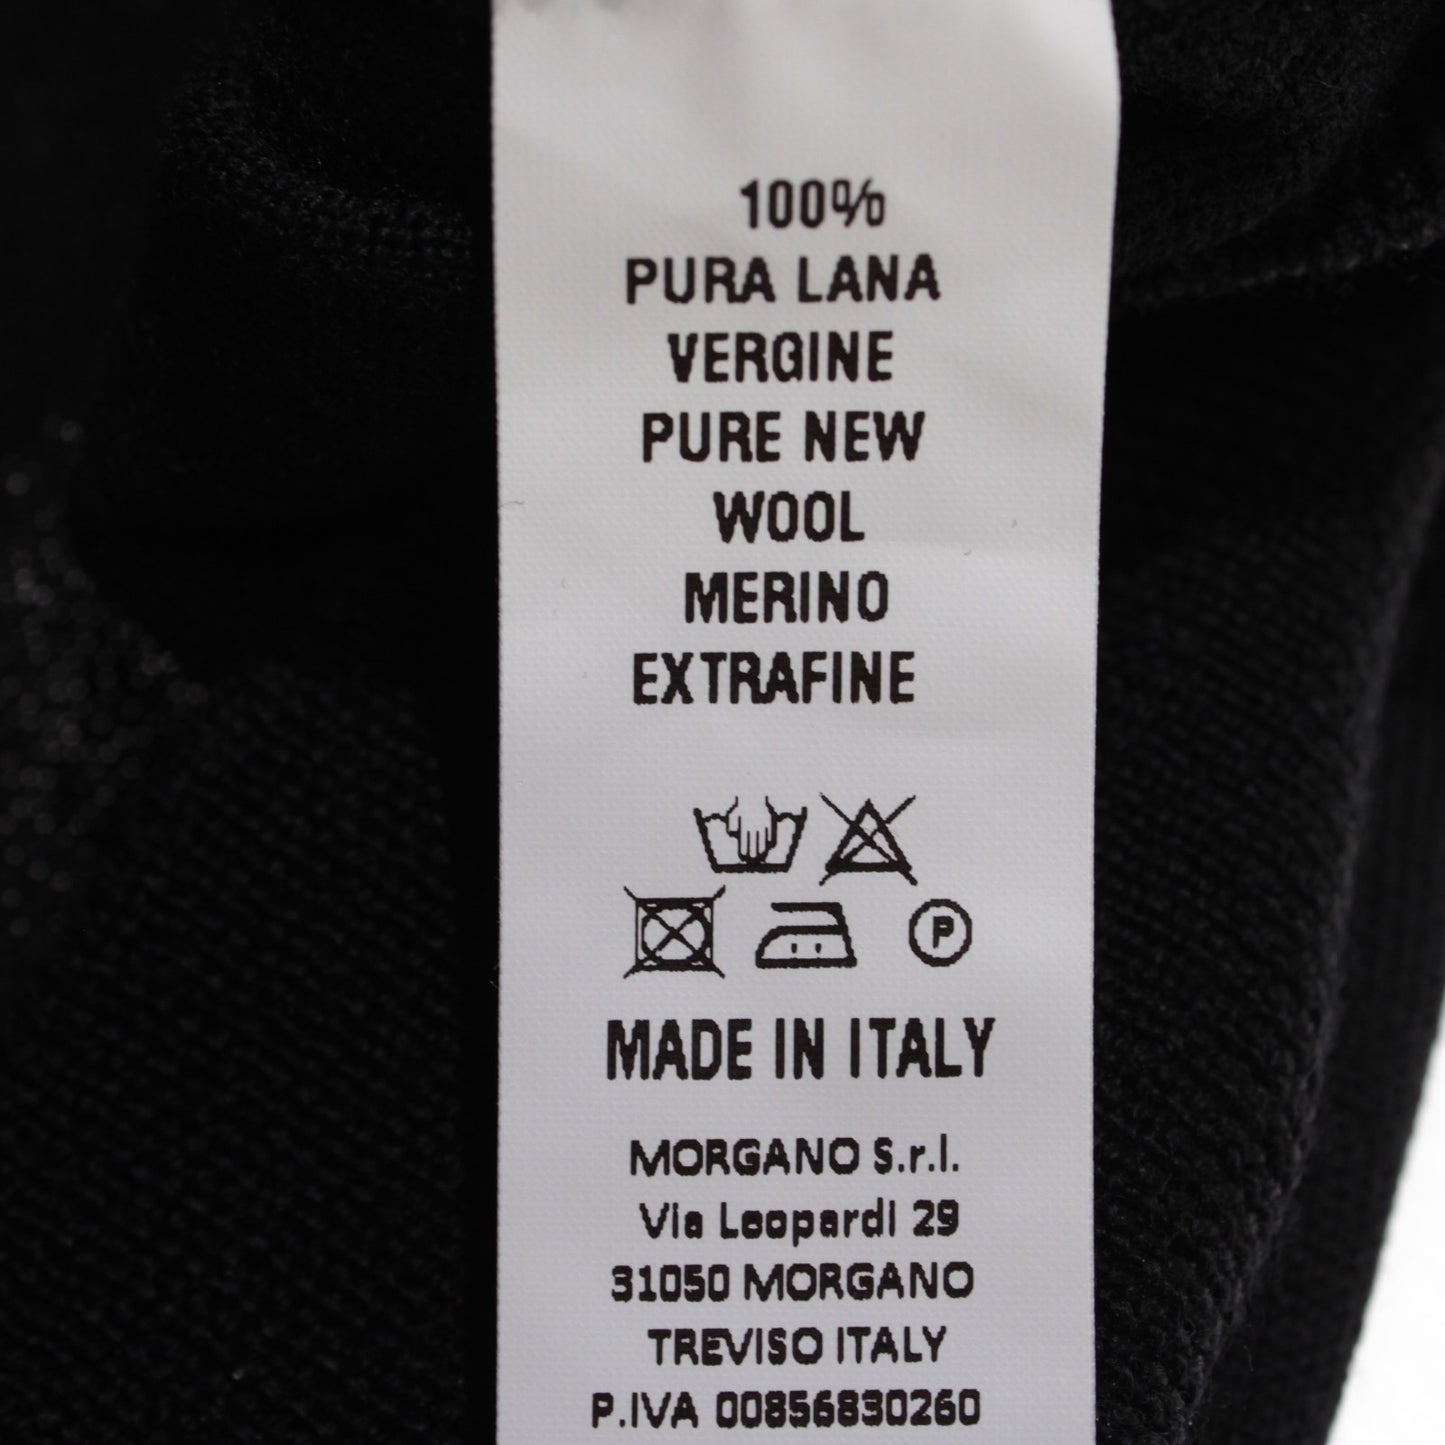 100%
PURA LANA
VERGINE
PURE NEW
WOOL
MERINO
EXTRAFINE
P
MADE IN ITALY
MORGANO S.r.l.
Via Leopardi 29
31050 MORGANO
TREVISO ITALY
P.IVA 00856830260